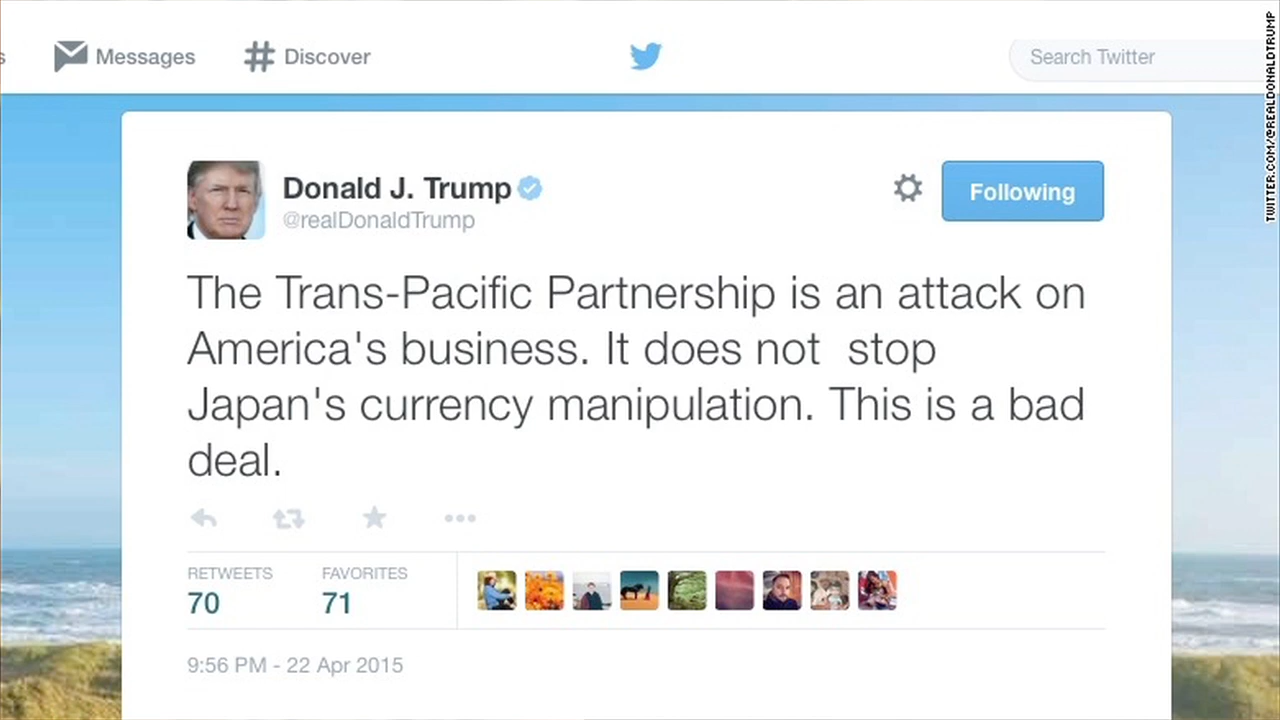 s
Messages
Discover
Search Twitter
TWITTER.COM/@REALDONALDTRUMP
Donald J. Trump
@realDonaldTrump
Following
The Trans-Pacific Partnership is an attack on
America's business. It does not  stop
Japan's currency manipulation. This is a bad
deal.
RETWEETS
FAVORITES
70
71
9:56 PM - 22 Apr 2015